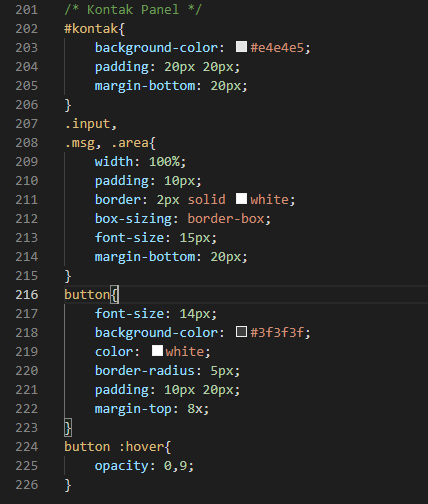 201 /* Kontak Panel */
202 #kontak{
203 background-color: #e4e4e5;
204 padding: 20px 20px;
205 margin-bottom: 20px;
206 }
207 .input,
208 .msg, .area{
209 width: 100%;
210 padding: 10px;
211 border: 2px solid white;
212 box-sizing: border-box;
213 font-size: 15px;
214 margin-bottom: 20px;
215 }
216 button{
217 font-size: 14px;
218 background-color: #3f3f3f;
219 color: white;
220 border-radius: 5px;
221 padding: 10px 20px;
222 margin-top: 8x;
223 }
224 button :hover{
225 opacity: 0,9;
226 }